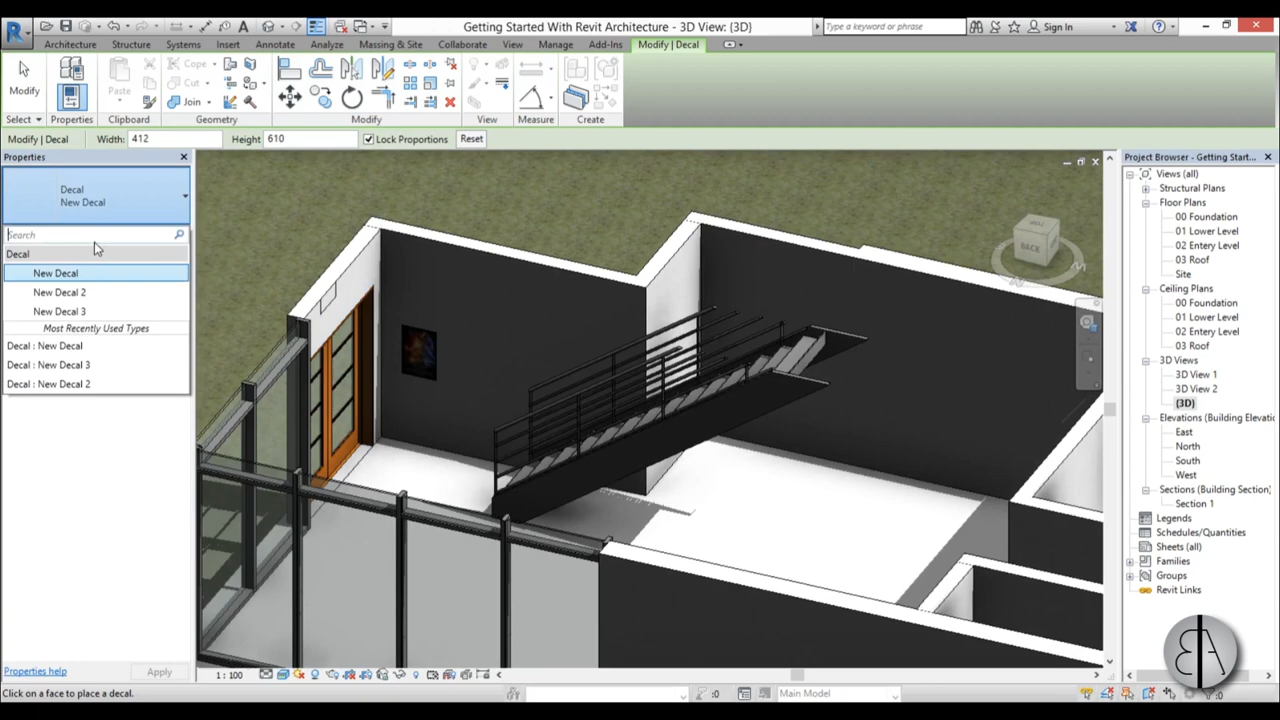 Getting Started With Revit Architecture - 3D View: {3D}
Type a keyword or phrase
Sign In
Architecture Structure Systems Insert Annotate Analyze Massing & Site Collaborate View Manage Add-Ins Modify | Decal
Modify
Paste
Cope
Cut
Join
Select Properties Clipboard Geometry Modify View Measure Create
Modify | Decal Width: 412 Height 610 Lock Proportions Reset
Properties
Decal
New Decal
Search
Decal
New Decal
New Decal 2
New Decal 3
Most Recently Used Types
Decal : New Decal
Decal : New Decal 3
Decal : New Decal 2
Properties help
Apply
BACK
Project Browser - Getting Start...
Views (all)
Structural Plans
Floor Plans
00 Foundation
01 Lower Level
02 Entery Level
03 Roof
Site
Ceiling Plans
00 Foundation
01 Lower Level
02 Entery Level
03 Roof
3D Views
3D View 1
3D View 2
{3D}
Elevations (Building Elevatio
East
North
South
West
Sections (Building Section)
Section 1
Legends
Schedules/Quantities
Sheets (all)
Families
Groups
Revit Links
1 : 100
Click on a face to place a decal.
:0
Main Model
:0